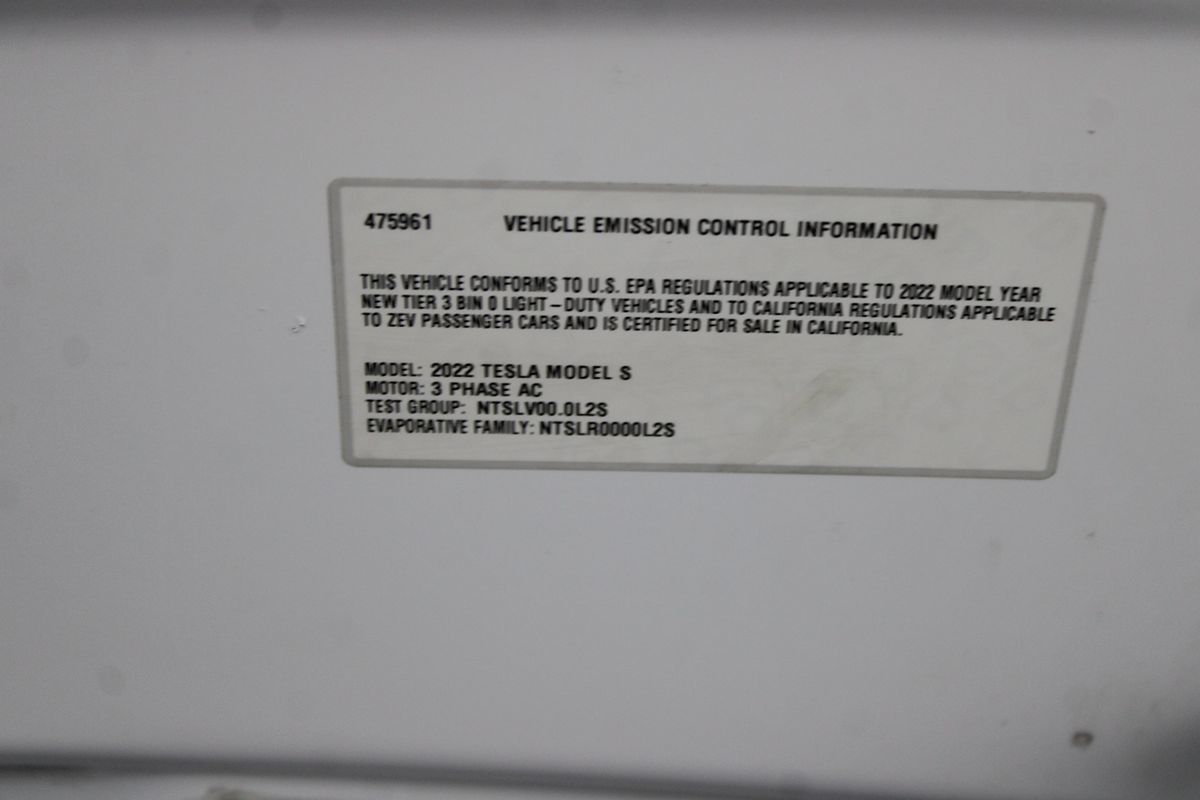 475961 VEHICLE EMISSION CONTROL INFORMATION
THIS VEHICLE CONFORMS TO U.S. EPA REGULATIONS APPLICABLE TO 2022 MODEL YEAR
NEW TIER 3 BIN 0 LIGHT – DUTY VEHICLES AND TO CALIFORNIA REGULATIONS APPLICABLE
TO ZEV PASSENGER CARS AND IS CERTIFIED FOR SALE IN CALIFORNIA.
MODEL: 2022 TESLA MODEL S
MOTOR: 3 PHASE AC
TEST GROUP: NTSLV00.0L2S
EVAPORATIVE FAMILY: NTSLR0000L2S